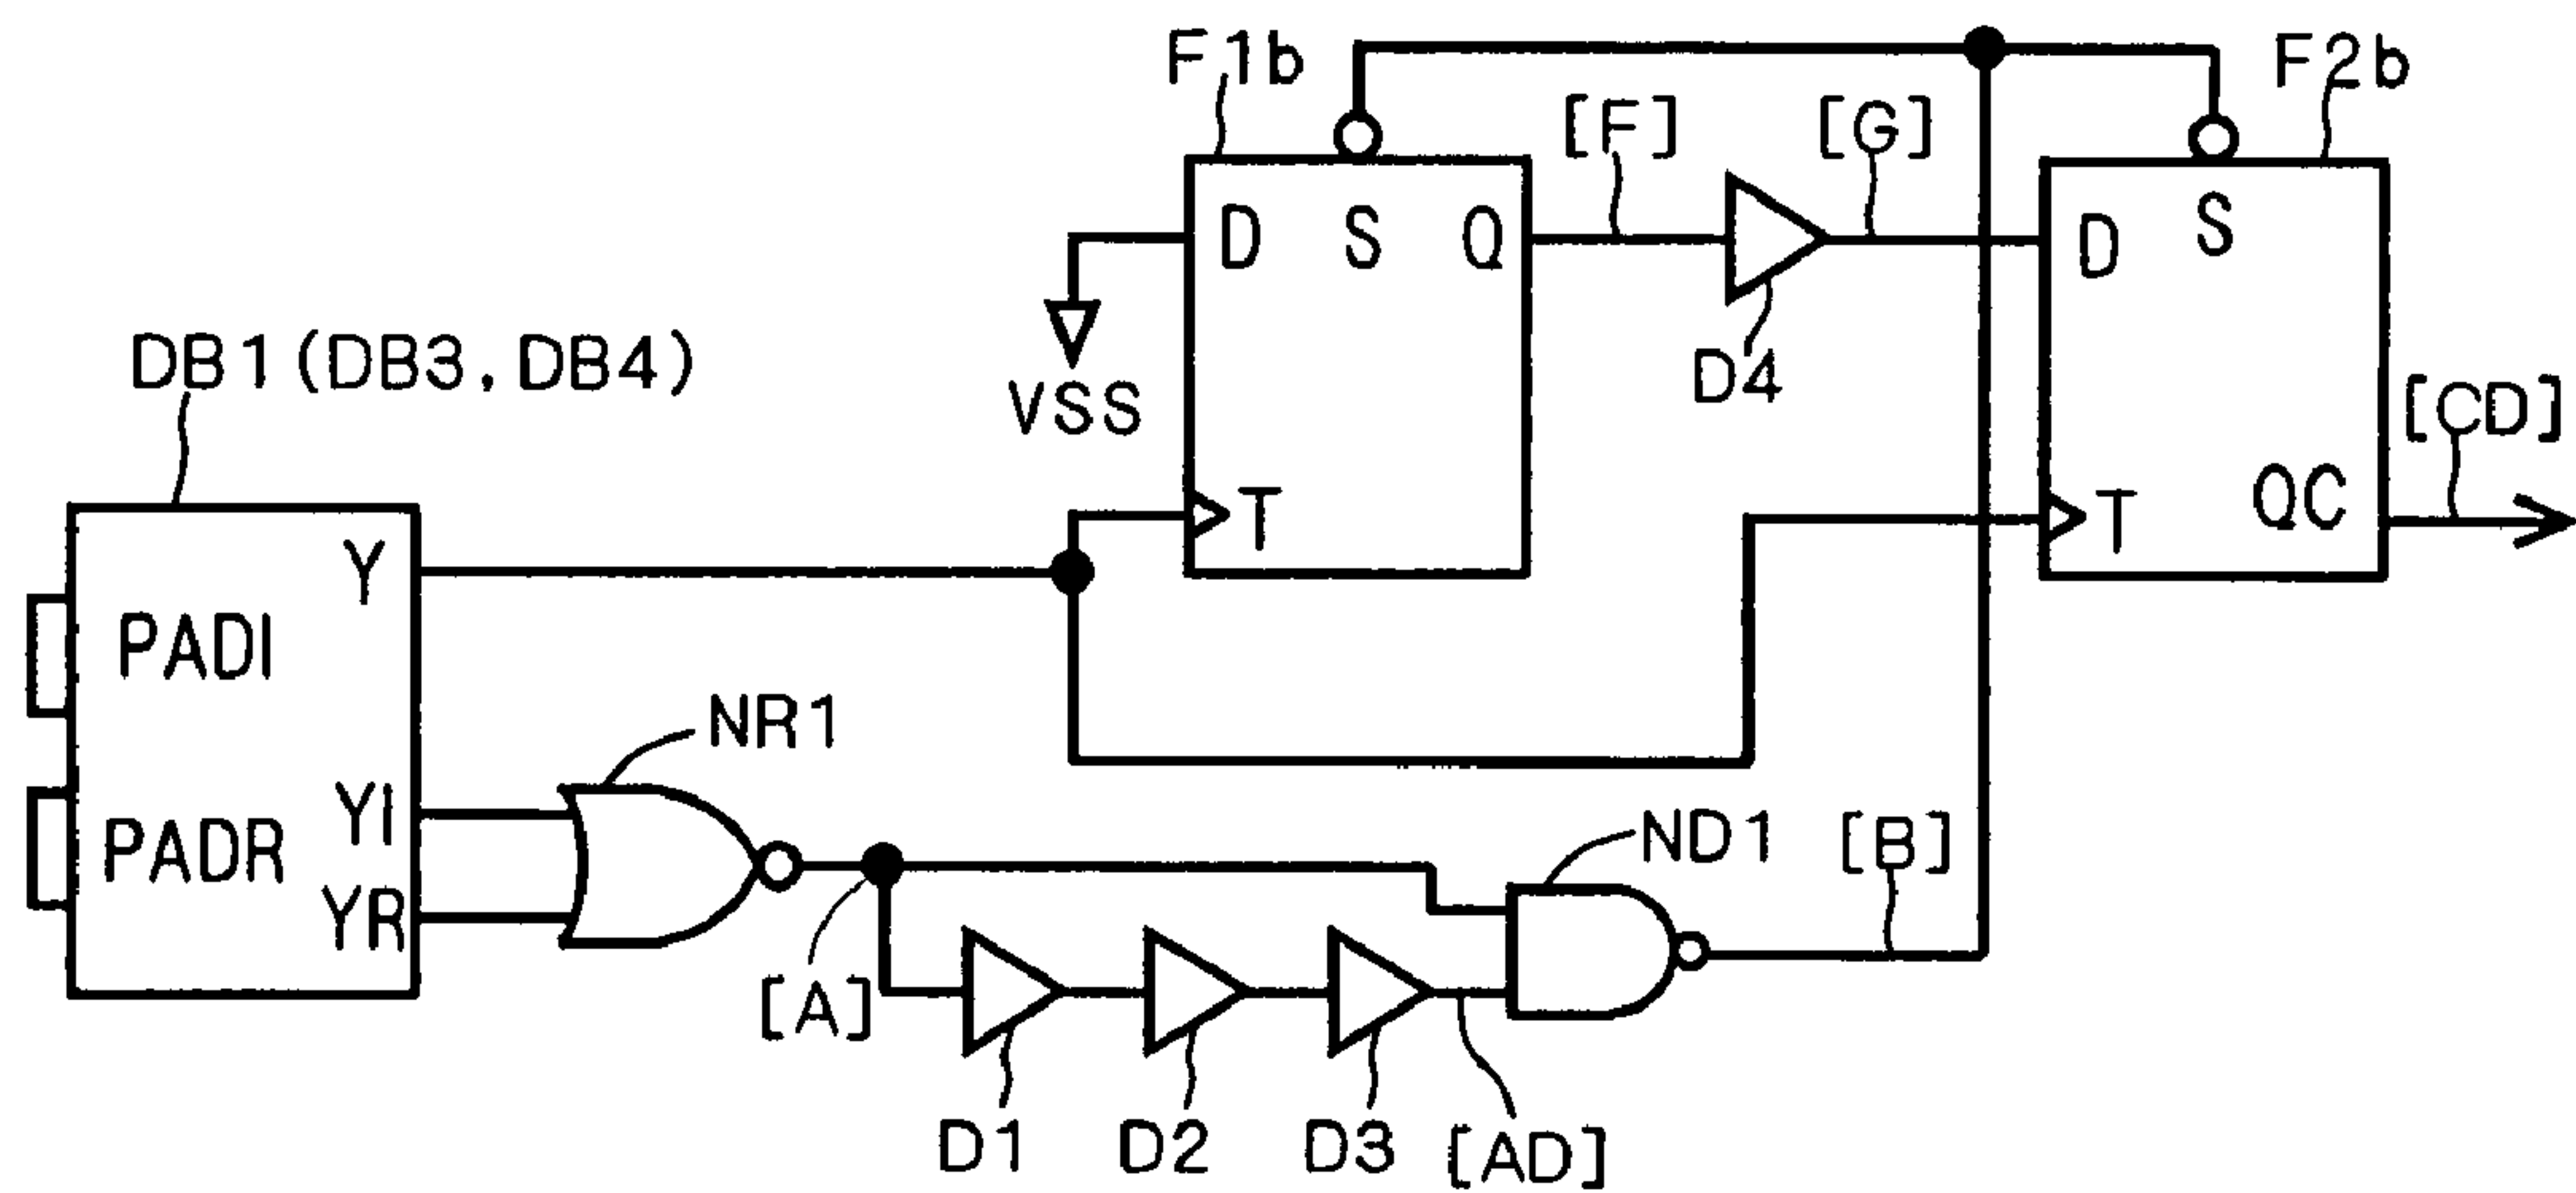 F1b
F2b
[F]
[G]
D
S
Q
D
S
D4
VSS
DB1(DB3,DB4)
[CD]
T
T
QC
Y
PADI
NR1
YI
ND1
[B]
PADR
YR
[A]
D1
D2
D3
[AD]